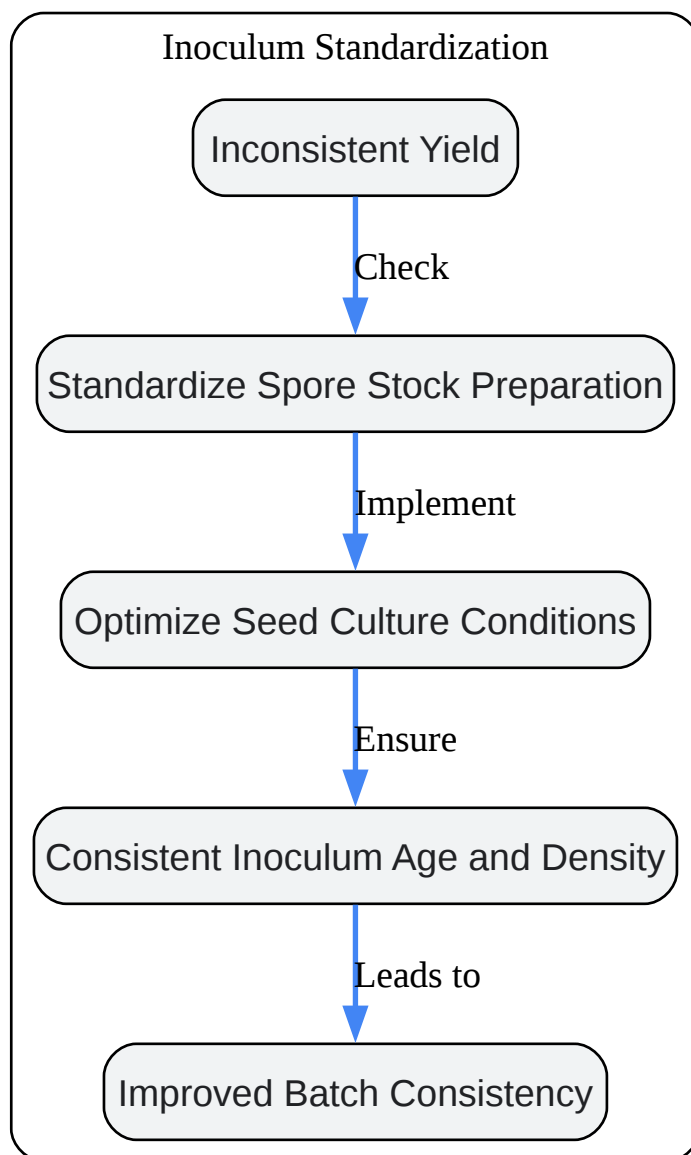 Inoculum Standardization
Inconsistent Yield
Check
Standardize Spore Stock Preparation
Implement
Optimize Seed Culture Conditions
Ensure
Consistent Inoculum Age and Density
Leads to
Improved Batch Consistency